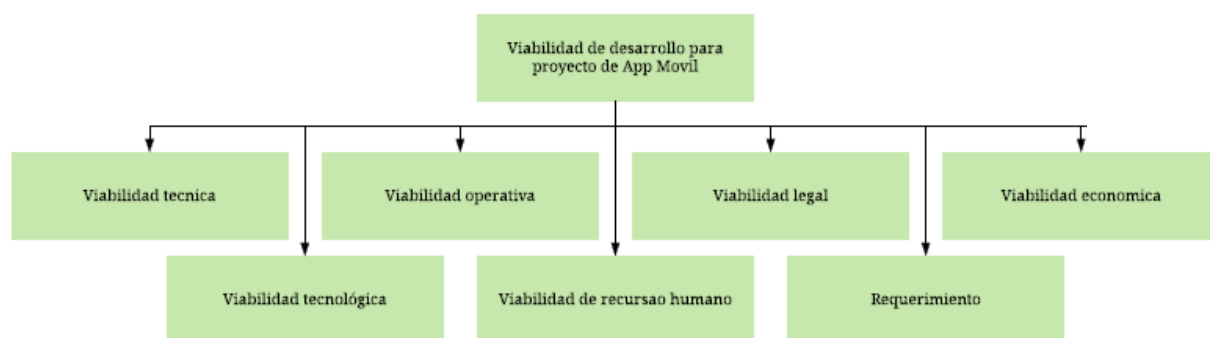 Viabilidad de desarrollo para
proyecto de App Movil
Viabilidad tecnica
Viabilidad operativa
Viabilidad legal
Viabilidad economica
Viabilidad tecnológica
Viabilidad de recursao humano
Requerimiento